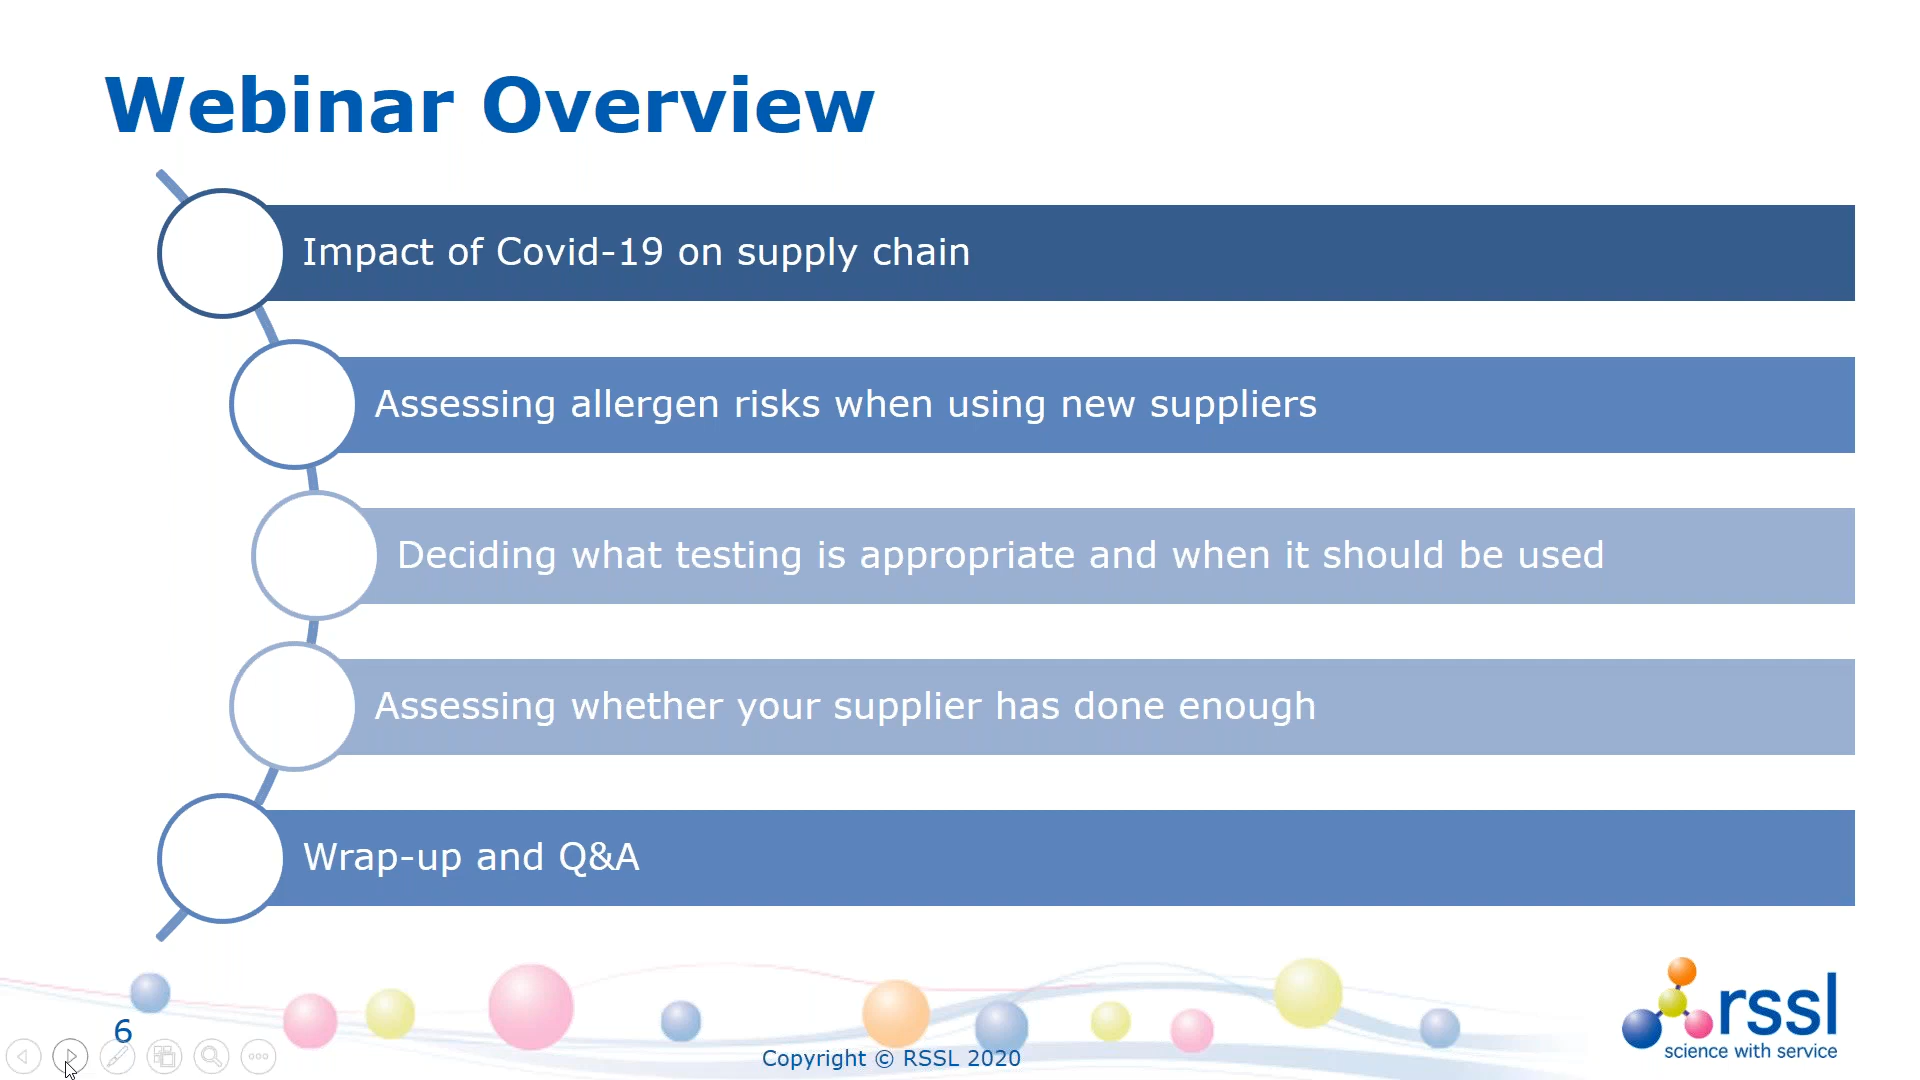 Webinar Overview
Impact of Covid-19 on supply chain
Assessing allergen risks when using new suppliers
Deciding what testing is appropriate and when it should be used
Assessing whether your supplier has done enough
Wrap-up and Q&A
6
Copyright © RSSL 2020
rssl
science with service